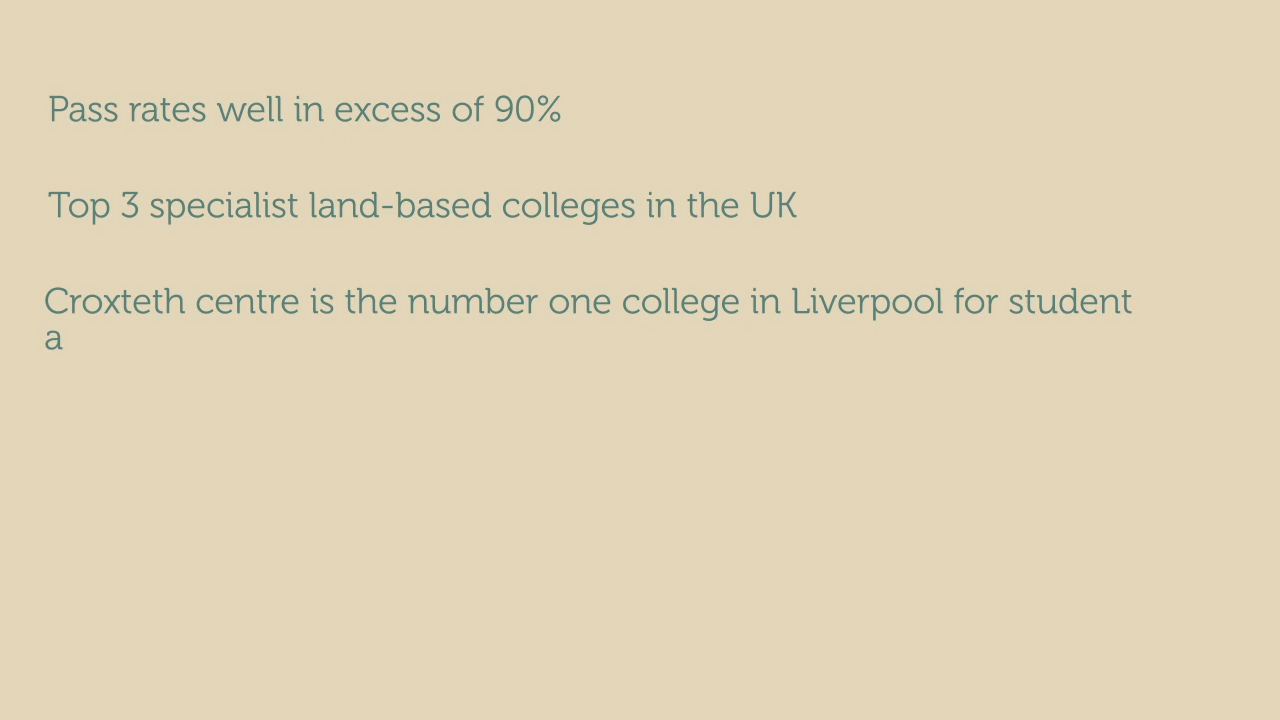 Pass rates well in excess of 90%
Top 3 specialist land-based colleges in the UK
Croxteth centre is the number one college in Liverpool for student
a